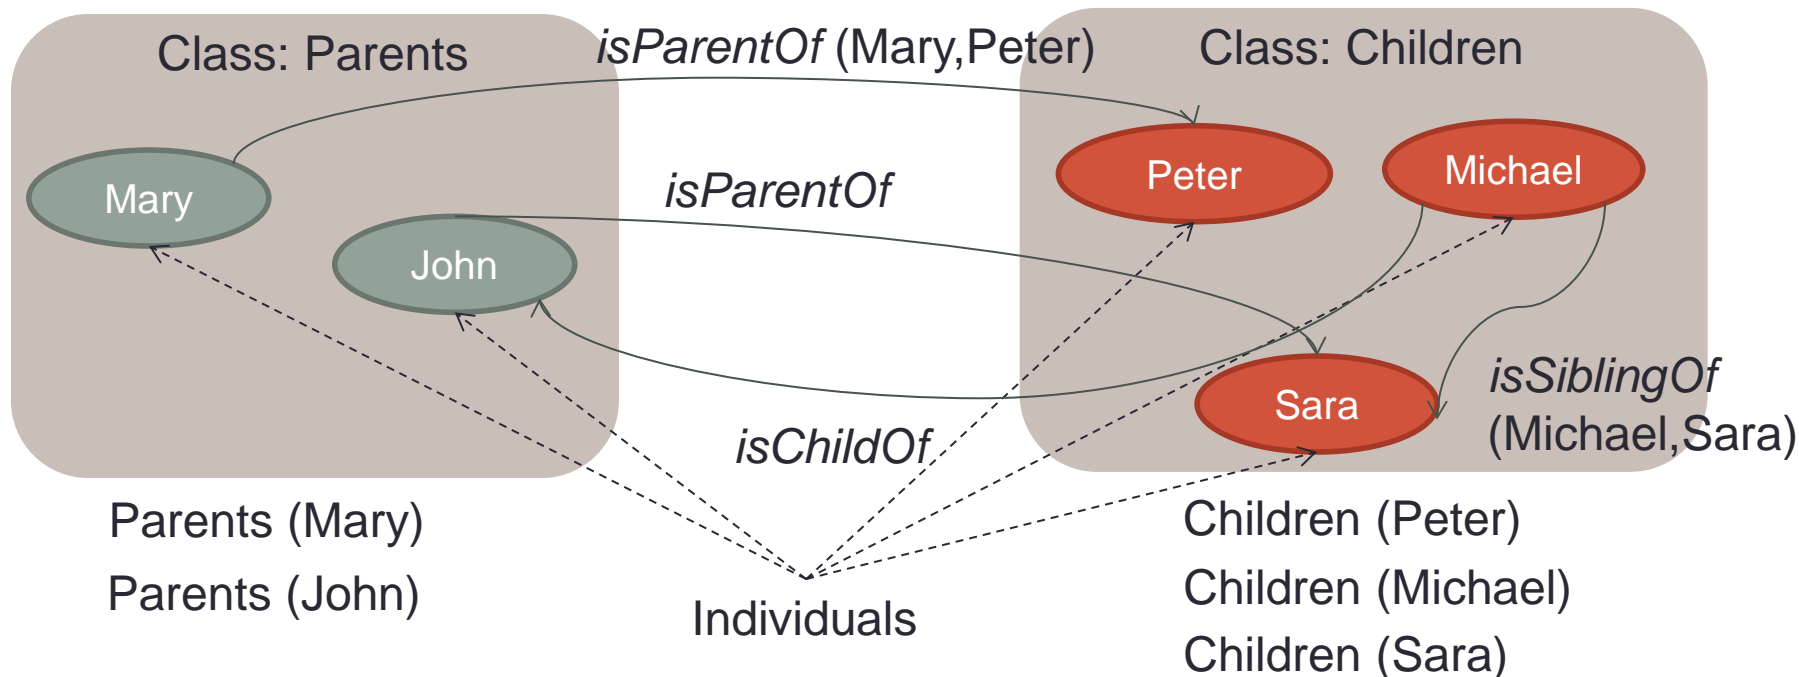 Class: Parents
isParentOf (Mary,Peter)
Class: Children
Mary
John
isParentOf
Peter
Michael
Sara
isSiblingOf
(Michael,Sara)
isChildOf
Parents (Mary)
Parents (John)
Individuals
Children (Peter)
Children (Michael)
Children (Sara)